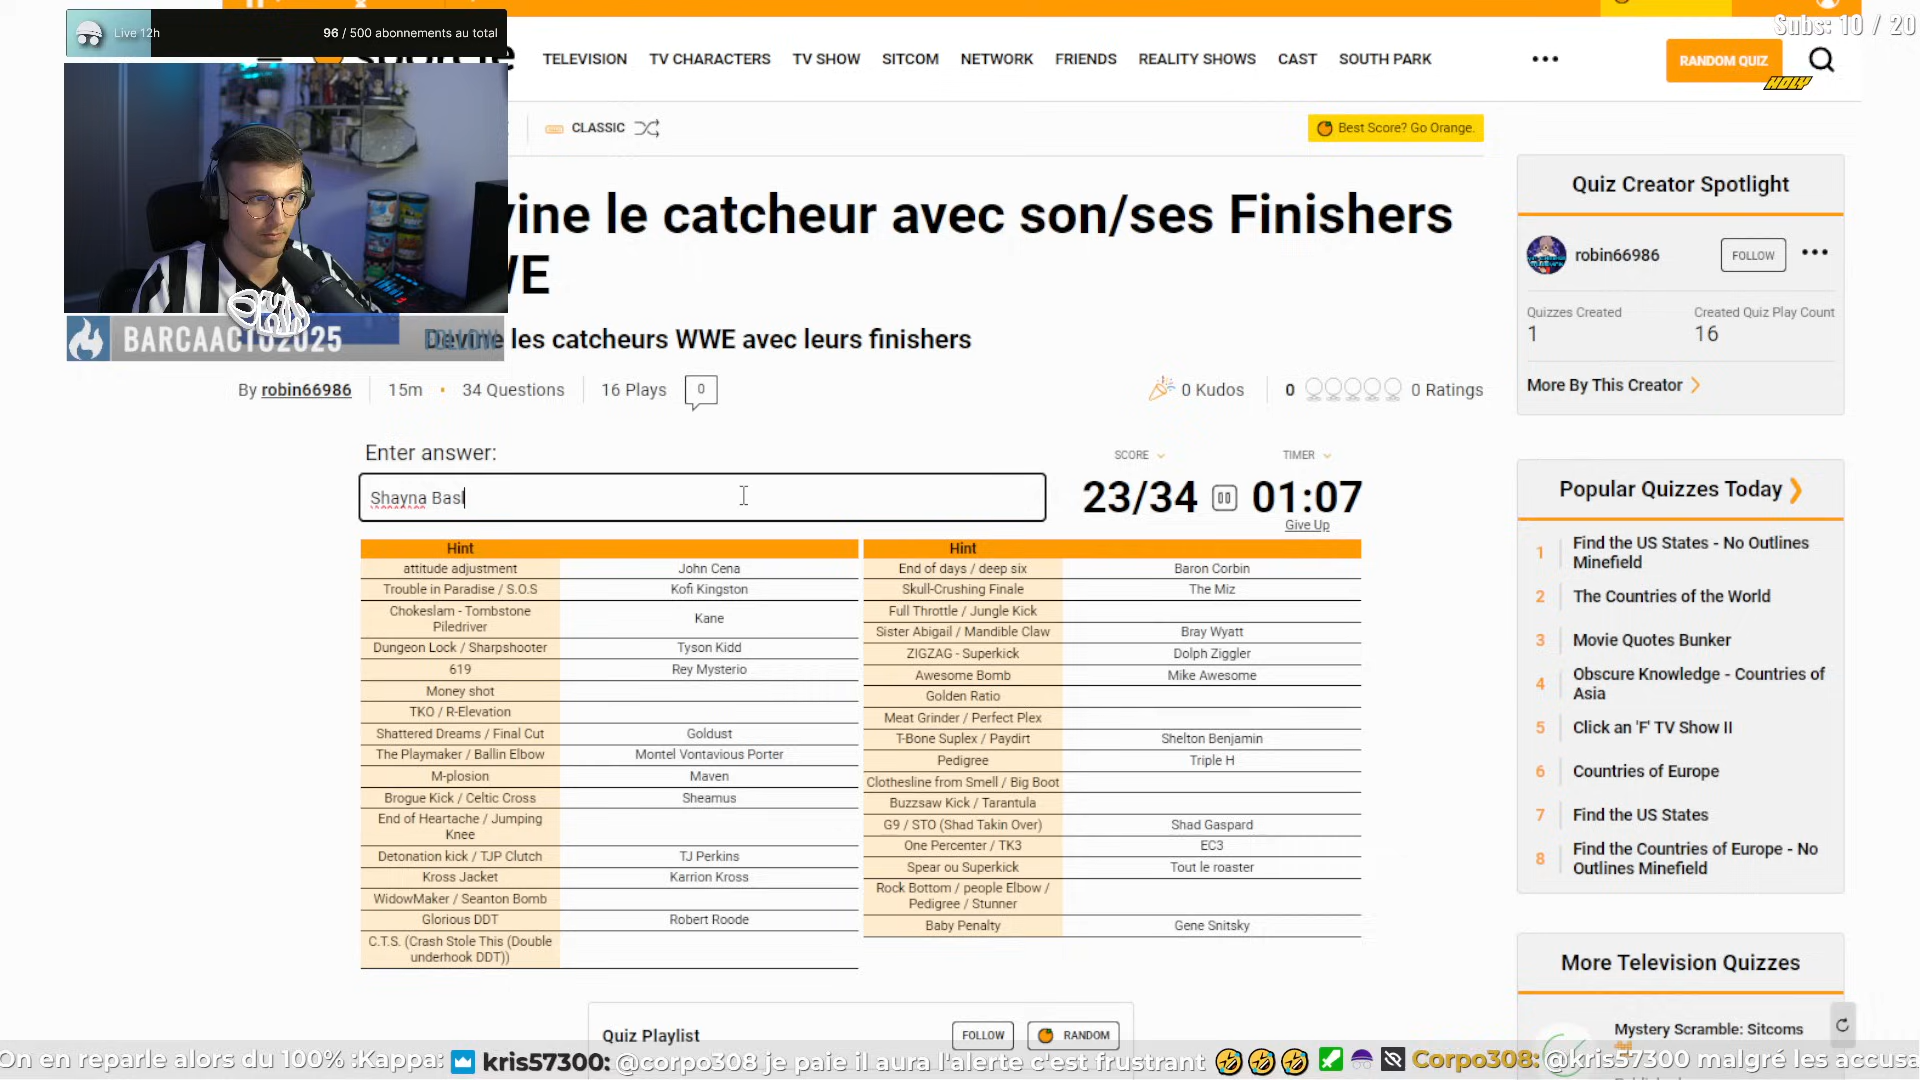 Live 12h
96 / 500 abonnements au total
Subs: 10 / 20
TELEVISION TV CHARACTERS TV SHOW SITCOM NETWORK FRIENDS REALITY SHOWS CAST SOUTH PARK
RANDOM QUIZ
HOLY
CLASSIC
Best Score? Go Orange.
vine le catcheur avec son/ses Finishers
WE
BARCAACTU2025
FOLLOW
Devine les catcheurs WWE avec leurs finishers
By robin66986 15m • 34 Questions 16 Plays 0
0 Kudos 0 0 Ratings
Enter answer:
Shayna Basl
SCORE
23/34
TIMER
01:07
Give Up
Hint
attitude adjustment John Cena
Trouble in Paradise / S.O.S Kofi Kingston
Chokeslam - Tombstone
Piledriver Kane
Dungeon Lock / Sharpshooter Tyson Kidd
619 Rey Mysterio
Money shot
TKO / R-Elevation
Shattered Dreams / Final Cut Goldust
The Playmaker / Ballin Elbow Montel Vontavious Porter
M-plosion Maven
Brogue Kick / Celtic Cross Sheamus
End of Heartache / Jumping
Knee
Detonation kick / TJP Clutch TJ Perkins
Kross Jacket Karrion Kross
WidowMaker / Seanton Bomb
Glorious DDT Robert Roode
C.T.S. (Crash Stole This (Double
underhook DDT))
Hint
End of days / deep six Baron Corbin
Skull-Crushing Finale The Miz
Full Throttle / Jungle Kick
Sister Abigail / Mandible Claw Bray Wyatt
ZIGZAG - Superkick Dolph Ziggler
Awesome Bomb Mike Awesome
Golden Ratio
Meat Grinder / Perfect Plex
T-Bone Suplex / Paydirt Shelton Benjamin
Pedigree Triple H
Clothesline from Smell / Big Boot
Buzzsaw Kick / Tarantula
G9 / STO (Shad Takin Over) Shad Gaspard
One Percenter / TK3 EC3
Spear ou Superkick Tout le roaster
Rock Bottom / people Elbow /
Pedigree / Stunner
Baby Penalty Gene Snitsky
Quiz Playlist FOLLOW RANDOM
Quiz Creator Spotlight
robin66986 FOLLOW
Quizzes Created
1
Created Quiz Play Count
16
More By This Creator
Popular Quizzes Today
1 Find the US States - No Outlines
Minefield
2 The Countries of the World
3 Movie Quotes Bunker
4 Obscure Knowledge - Countries of
Asia
5 Click an 'F' TV Show II
6 Countries of Europe
7 Find the US States
8 Find the Countries of Europe - No
Outlines Minefield
More Television Quizzes
Mystery Scramble: Sitcoms
On en reparle alors du 100% :Kappa: kris57300: @corpo308 je paie il aura l'alerte c'est frustrant 🤣🤣🤣 Corpo308: @kris57300 malgré les accusa